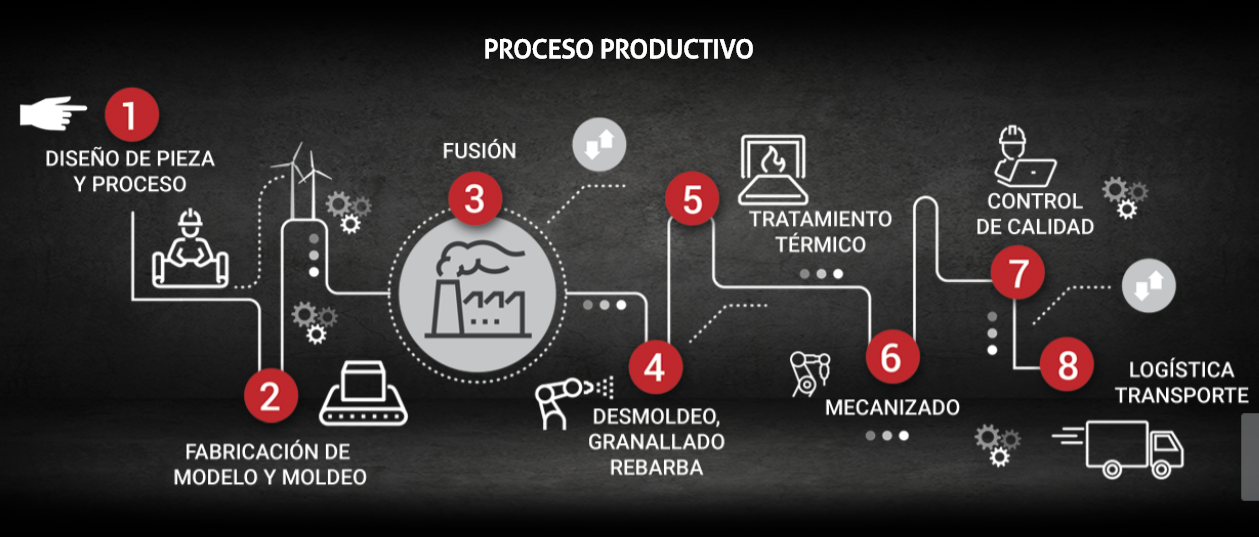 PROCESO PRODUCTIVO
1
DISEÑO DE PIEZA
Y PROCESO
2
FABRICACIÓN DE
MODELO Y MOLDEO
FUSIÓN
3
4
DESMOLDEO,
GRANALLADO
REBARBA
5
TRATAMIENTO
TÉRMICO
6
MECANIZADO
CONTROL
DE CALIDAD
7
8
LOGÍSTICA
TRANSPORTE